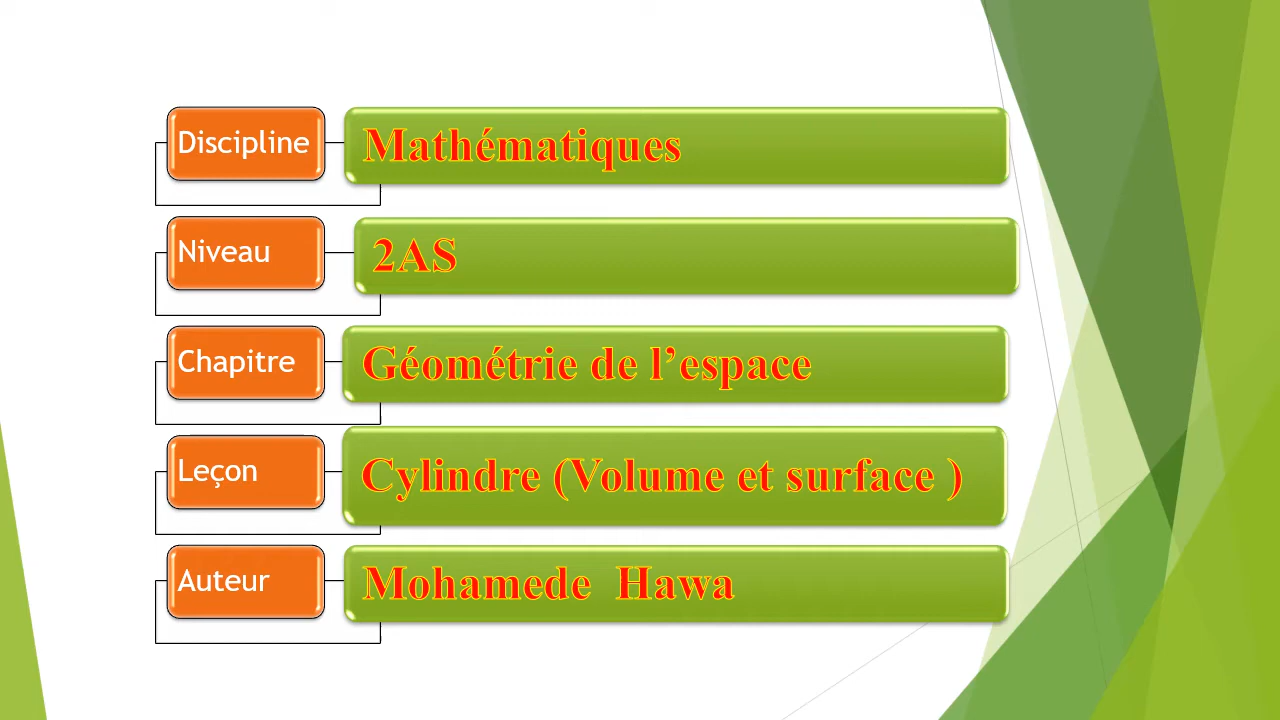 Discipline Mathématiques
Niveau 2AS
Chapitre Géométrie de l’espace
Leçon Cylindre (Volume et surface )
Auteur Mohamede Hawa